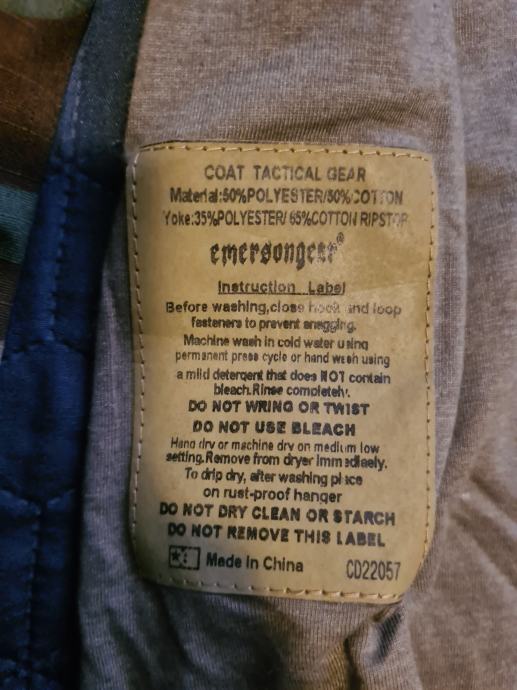 COAT TACTICAL GEAR
Material:50%POLYESTER/50%COTTON
Yoke:35%POLYESTER/ 65%COTTON RIPSTOP
emersongear®
Instruction Label
Before washing,close hook and loop
fasteners to prevent snagging.
Machine wash in cold water using
permanent press cycle or hand wash using
a mild detergent that does NOT contain
bleach.Rinse completely.
DO NOT WRING OR TWIST
DO NOT USE BLEACH
Hang dry or machine dry on medium low
setting.Remove from dryer immediaely.
To drip dry, after washing place
on rust-proof hanger
DO NOT DRY CLEAN OR STARCH
DO NOT REMOVE THIS LABEL
Made in China CD22057